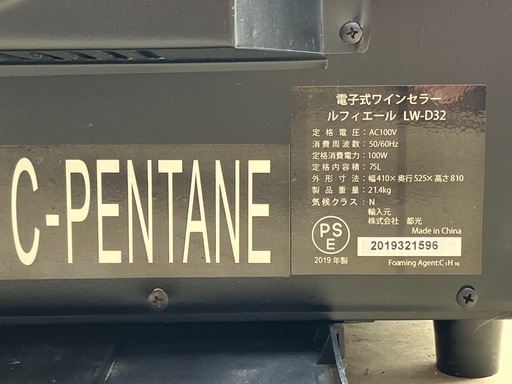 C-PENTANE
電子式ワインセラー
ルフィエール LW-D32
定格電圧：AC100V
消費周波数：50/60Hz
定格消費電力：100W
定格内容積：75L
外形寸法：幅410×奥行525×高さ810
製品重量：21.4kg
気候クラス：N
輸入元
株式会社 都光
Made in China
PS
E
2019年製
2019321596
Foaming Agent:C5H10